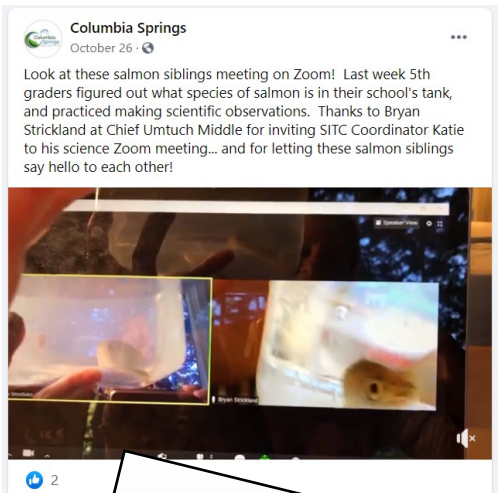 Columbia Springs
Columbia
Springs
October 26 ·
Look at these salmon siblings meeting on Zoom! Last week 5th
graders figured out what species of salmon is in their school's tank,
and practiced making scientific observations. Thanks to Bryan
Strickland at Chief Umtuch Middle for inviting SITC Coordinator Katie
to his science Zoom meeting... and for letting these salmon siblings
say hello to each other!
Speaker View
Bryan Strickland
2